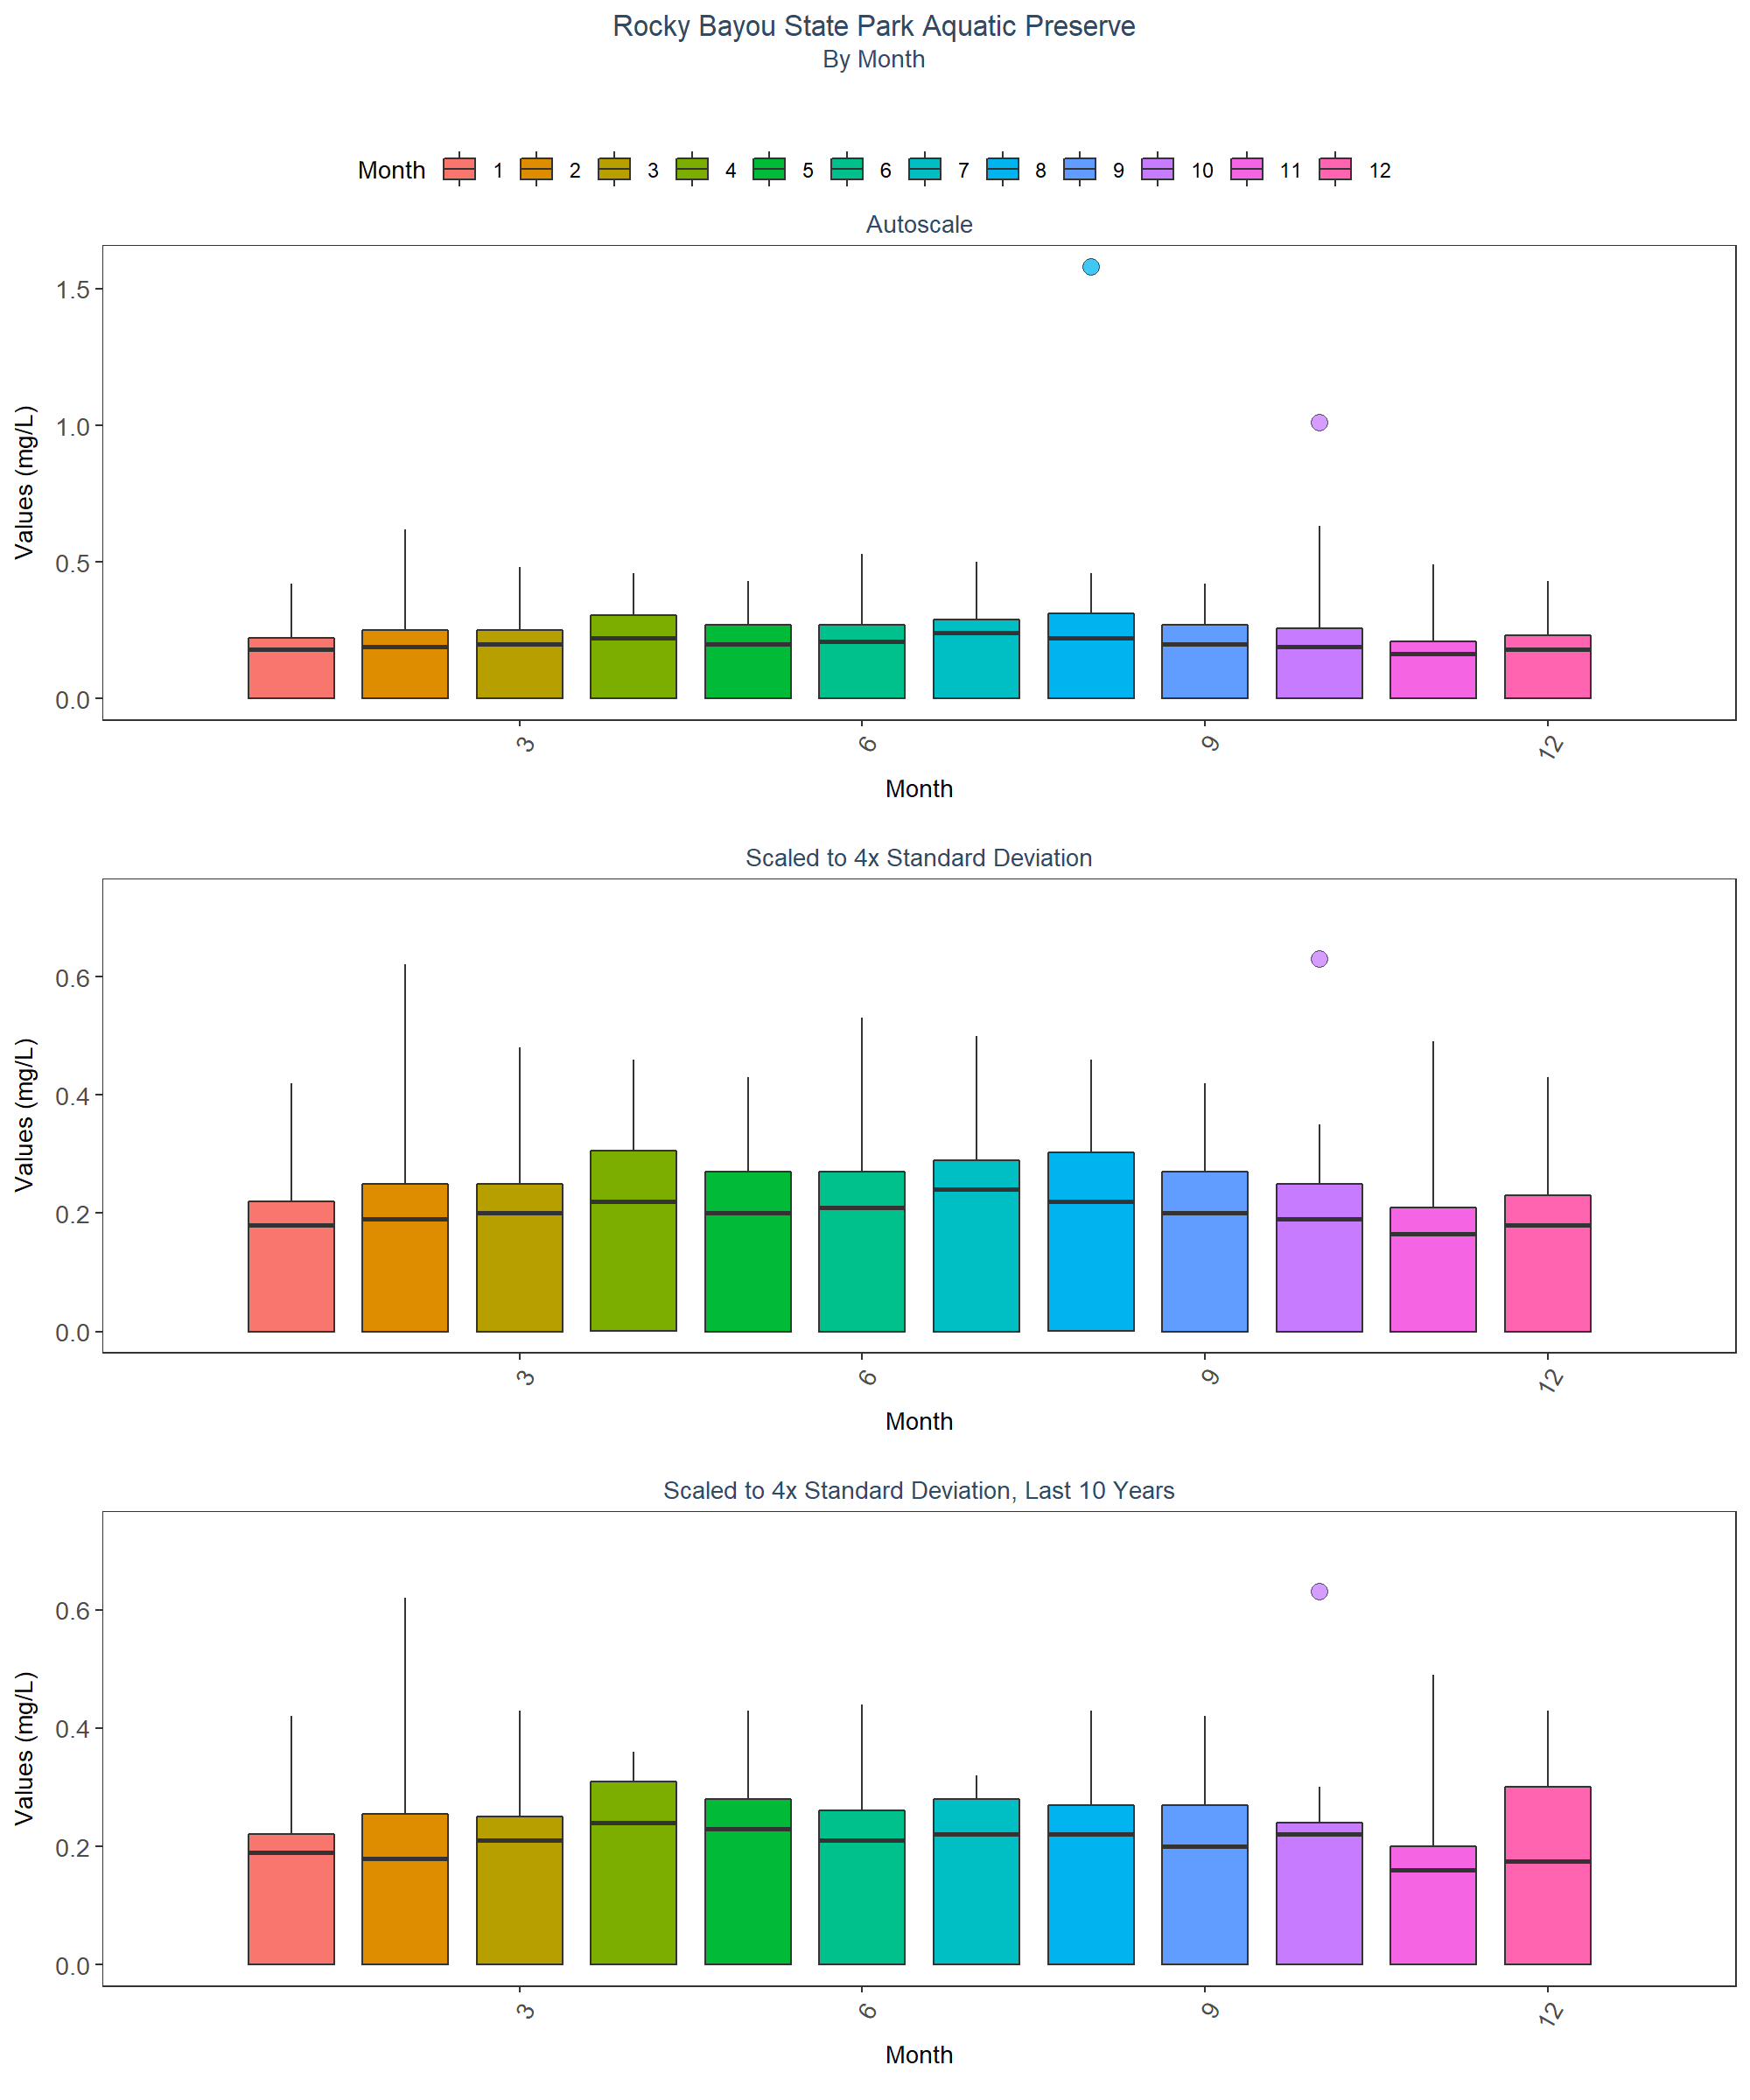 Rocky Bayou State Park Aquatic Preserve
By Month
Month 1 2 3 4 5 6 7 8 9 10 11 12
Autoscale
Values (mg/L)
1.5
1.0
0.5
0.0
3 6 9 12
Month
Scaled to 4x Standard Deviation
Values (mg/L)
0.6
0.4
0.2
0.0
3 6 9 12
Month
Scaled to 4x Standard Deviation, Last 10 Years
Values (mg/L)
0.6
0.4
0.2
0.0
3 6 9 12
Month